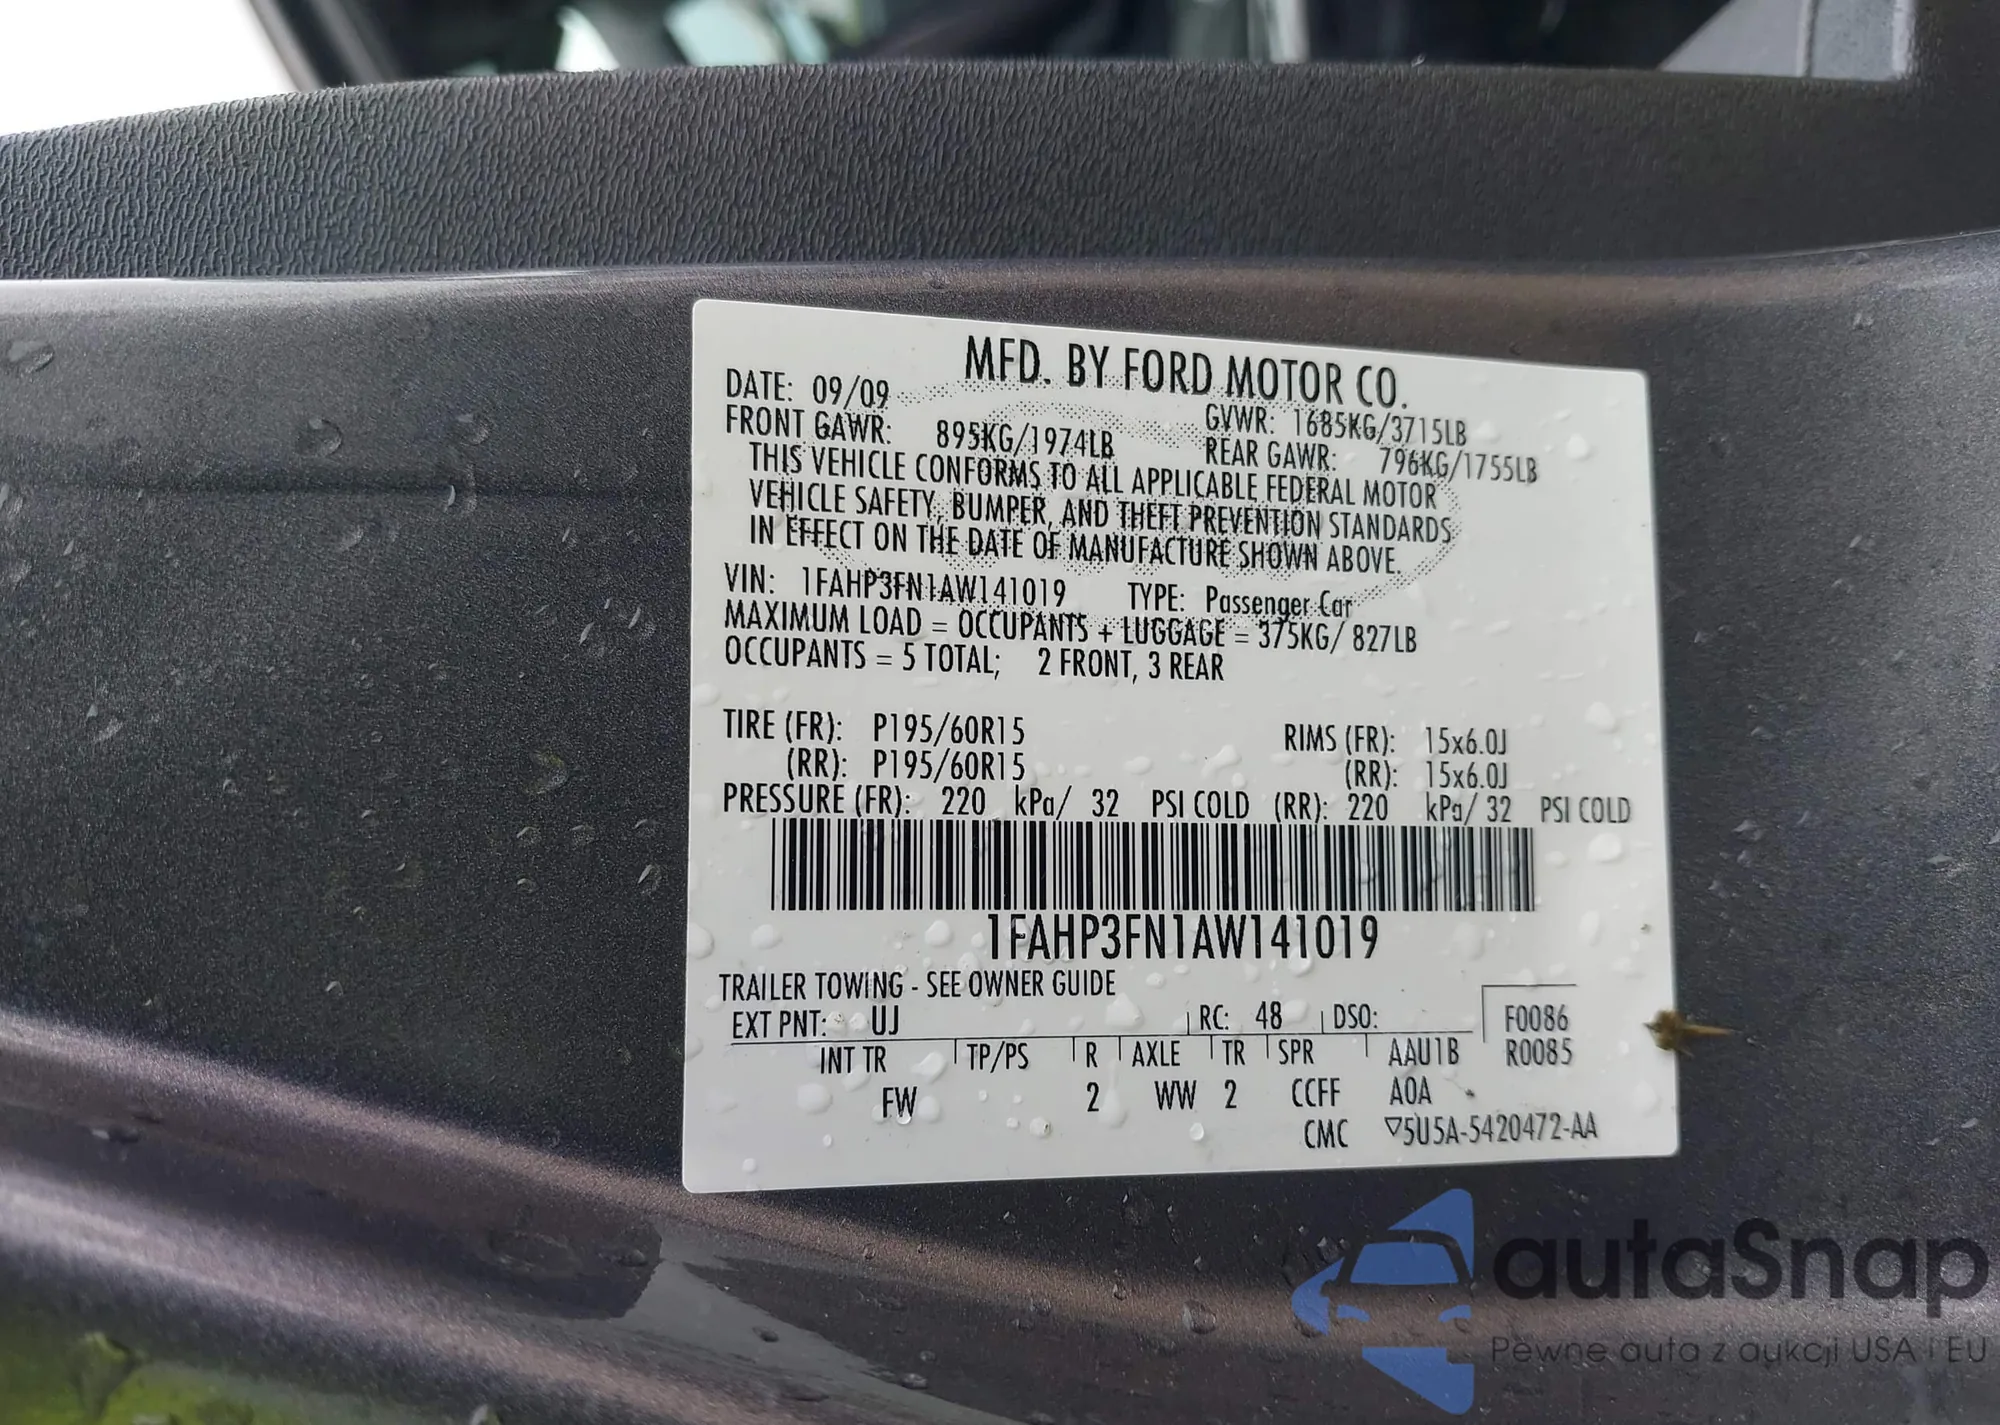 MFD. BY FORD MOTOR CO.
DATE: 09/09 GVWR: 1685KG/3715LB
FRONT GAWR: 895KG/1974LB REAR GAWR: 796KG/1755LB
THIS VEHICLE CONFORMS TO ALL APPLICABLE FEDERAL MOTOR
VEHICLE SAFETY, BUMPER, AND THEFT PREVENTION STANDARDS
IN EFFECT ON THE DATE OF MANUFACTURE SHOWN ABOVE.
VIN: 1FAHP3FN1AW141019 TYPE: Passenger Car
MAXIMUM LOAD = OCCUPANTS + LUGGAGE = 375KG/ 827LB
OCCUPANTS = 5 TOTAL; 2 FRONT, 3 REAR
TIRE (FR): P195/60R15 RIMS (FR): 15x6.0J
(RR): P195/60R15 (RR): 15x6.0J
PRESSURE (FR): 220 kPa/ 32 PSI COLD (RR): 220 kPa/ 32 PSI COLD
1FAHP3FN1AW141019
TRAILER TOWING - SEE OWNER GUIDE
EXT PNT: UJ RC: 48 DSO: F0086
INT TR TP/PS R AXLE TR SPR AAU1B R0085
FW 2 WW 2 CCFF A0A
CMC ▽5U5A-5420472-AA
autaSnap
Pewne auta z aukcji USA i EU